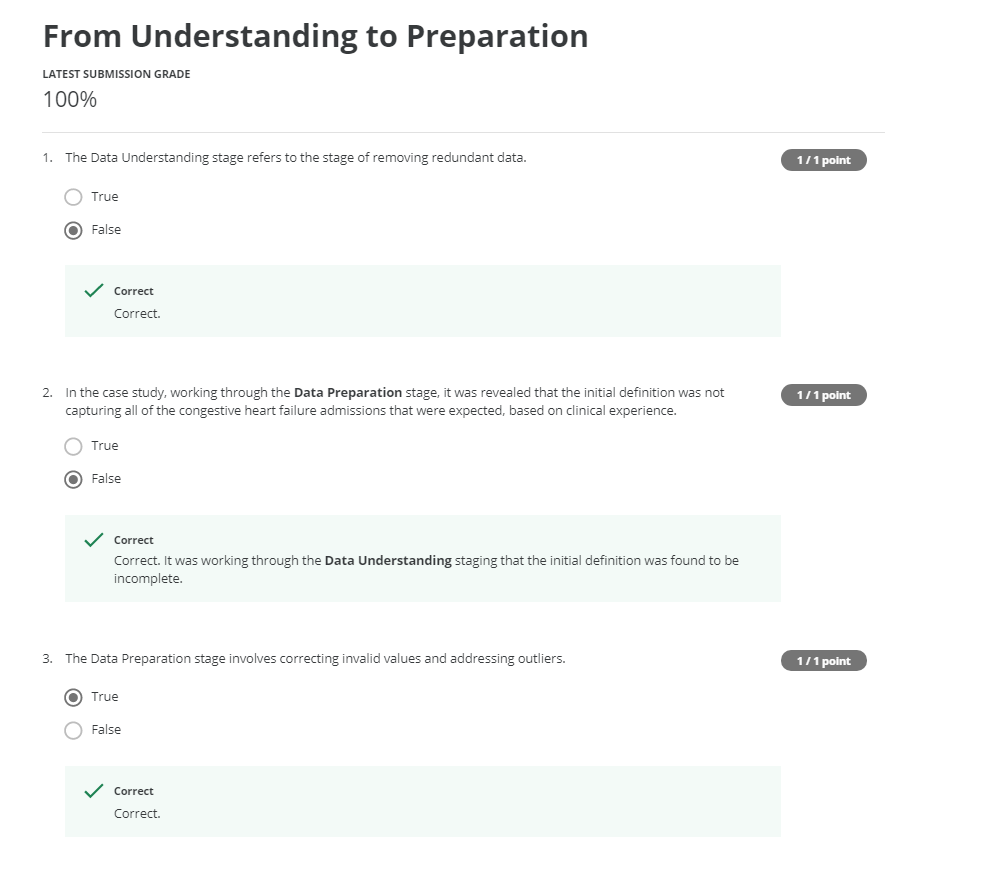 From Understanding to Preparation
LATEST SUBMISSION GRADE
100%
1. The Data Understanding stage refers to the stage of removing redundant data.
1 / 1 point
True
False
Correct
Correct.
2. In the case study, working through the Data Preparation stage, it was revealed that the initial definition was not
capturing all of the congestive heart failure admissions that were expected, based on clinical experience.
1 / 1 point
True
False
Correct
Correct. It was working through the Data Understanding staging that the initial definition was found to be
incomplete.
3. The Data Preparation stage involves correcting invalid values and addressing outliers.
1 / 1 point
True
False
Correct
Correct.